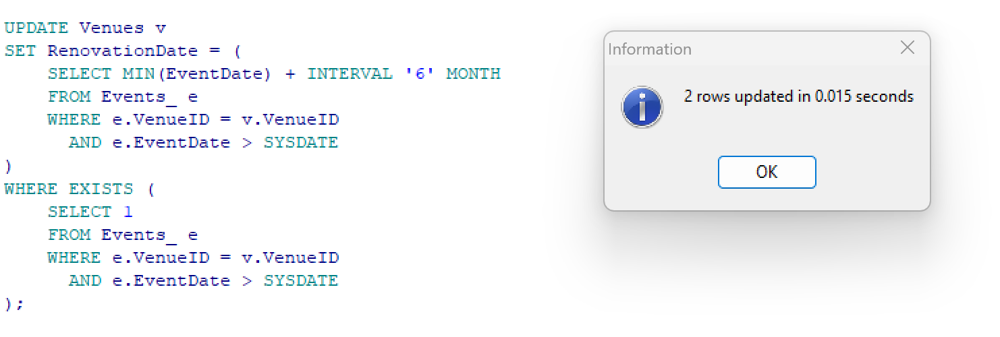 UPDATE Venues v
SET RenovationDate = (
    SELECT MIN(EventDate) + INTERVAL '6' MONTH
    FROM Events_ e
    WHERE e.VenueID = v.VenueID
      AND e.EventDate > SYSDATE
)
WHERE EXISTS (
    SELECT 1
    FROM Events_ e
    WHERE e.VenueID = v.VenueID
      AND e.EventDate > SYSDATE
);
Information
2 rows updated in 0.015 seconds
OK